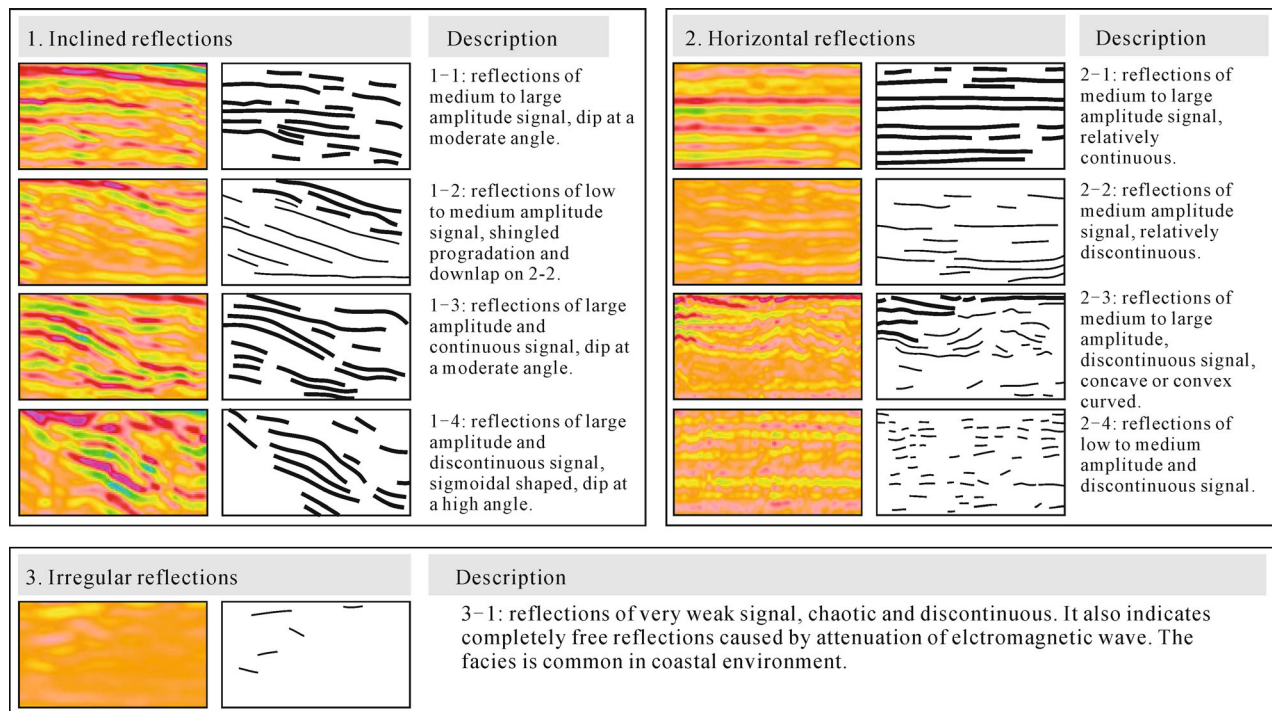 1. Inclined reflections
Description
1-1: reflections of
medium to large
amplitude signal, dip at a
moderate angle.
1-2: reflections of low
to medium amplitude
signal, shingled
progradation and
downlap on 2-2.
1-3: reflections of large
amplitude and
continuous signal, dip at
a moderate angle.
1-4: reflections of large
amplitude and
discontinuous signal,
sigmoidal shaped, dip at
a high angle.
2. Horizontal reflections
Description
2-1: reflections of
medium to large
amplitude signal,
relatively
continuous.
2-2: reflections of
medium amplitude
signal, relatively
discontinuous.
2-3: reflections of
medium to large
amplitude,
discontinuous signal,
concave or convex
curved.
2-4: reflections of
low to medium
amplitude and
discontinuous signal.
3. Irregular reflections
Description
3-1: reflections of very weak signal, chaotic and discontinuous. It also indicates
completely free reflections caused by attenuation of elctromagnetic wave. The
facies is common in coastal environment.